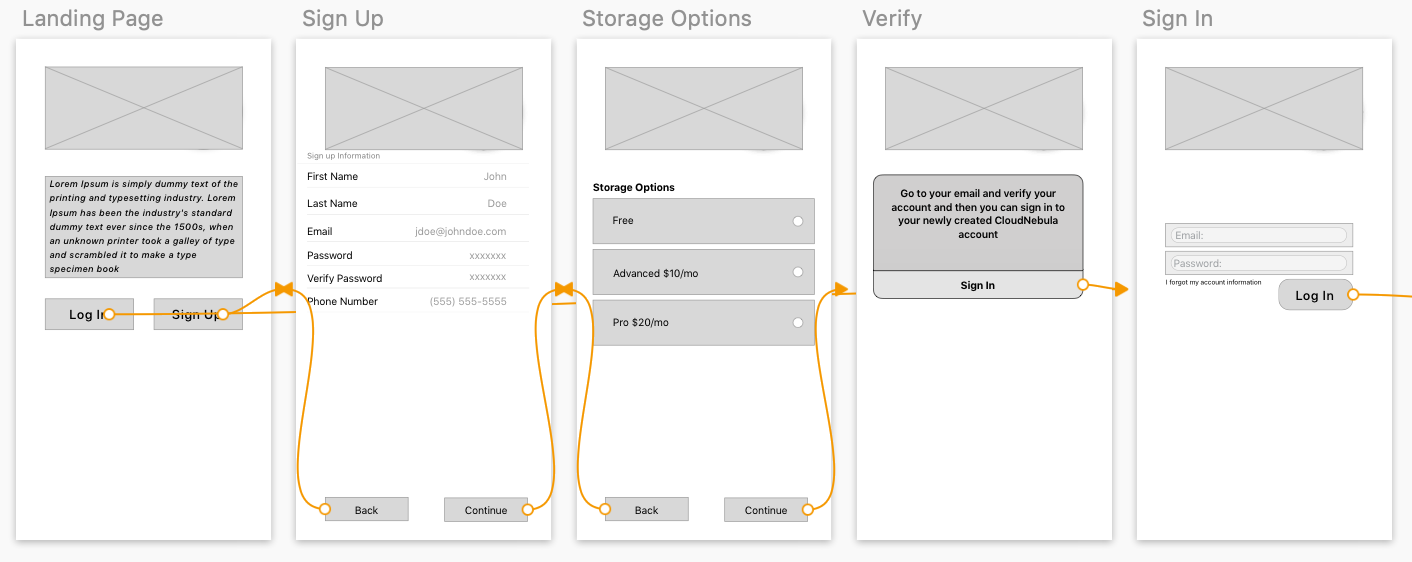 Landing Page
Lorem Ipsum is simply dummy text of the
printing and typesetting industry. Lorem
Ipsum has been the industry's standard
dummy text ever since the 1500s, when
an unknown printer took a galley of type
and scrambled it to make a type
specimen book
Log In
Sign Up
Sign Up
Sign up Information
First Name John
Last Name Doe
Email jdoe@johndoe.com
Password xxxxxxx
Verify Password xxxxxxx
Phone Number (555) 555-5555
Back
Continue
Storage Options
Storage Options
Free
Advanced $10/mo
Pro $20/mo
Back
Continue
Verify
Go to your email and verify your
account and then you can sign in to
your newly created CloudNebula
account
Sign In
Sign In
Email:
Password:
I forgot my account information
Log In